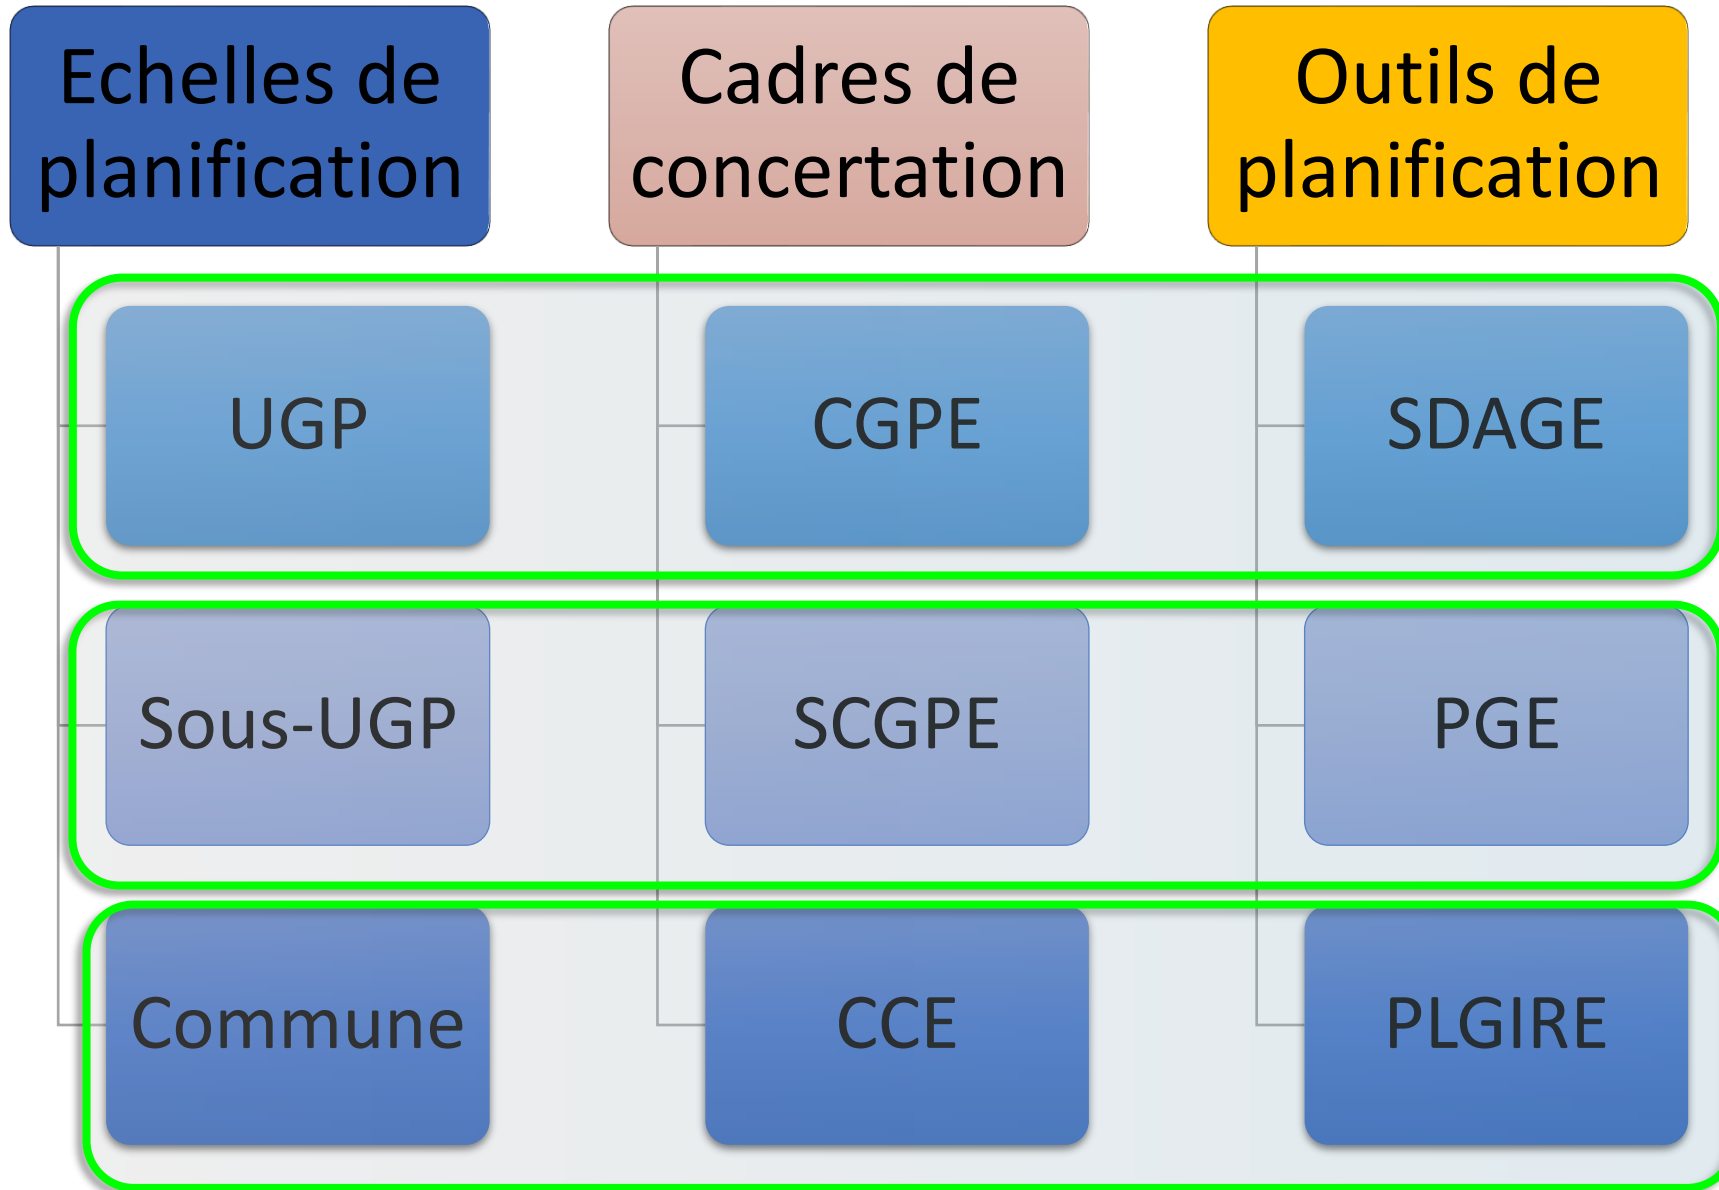 Echelles de
planification
Cadres de
concertation
Outils de
planification
UGP
CGPE
SDAGE
Sous-UGP
SCGPE
PGE
Commune
CCE
PLGIRE